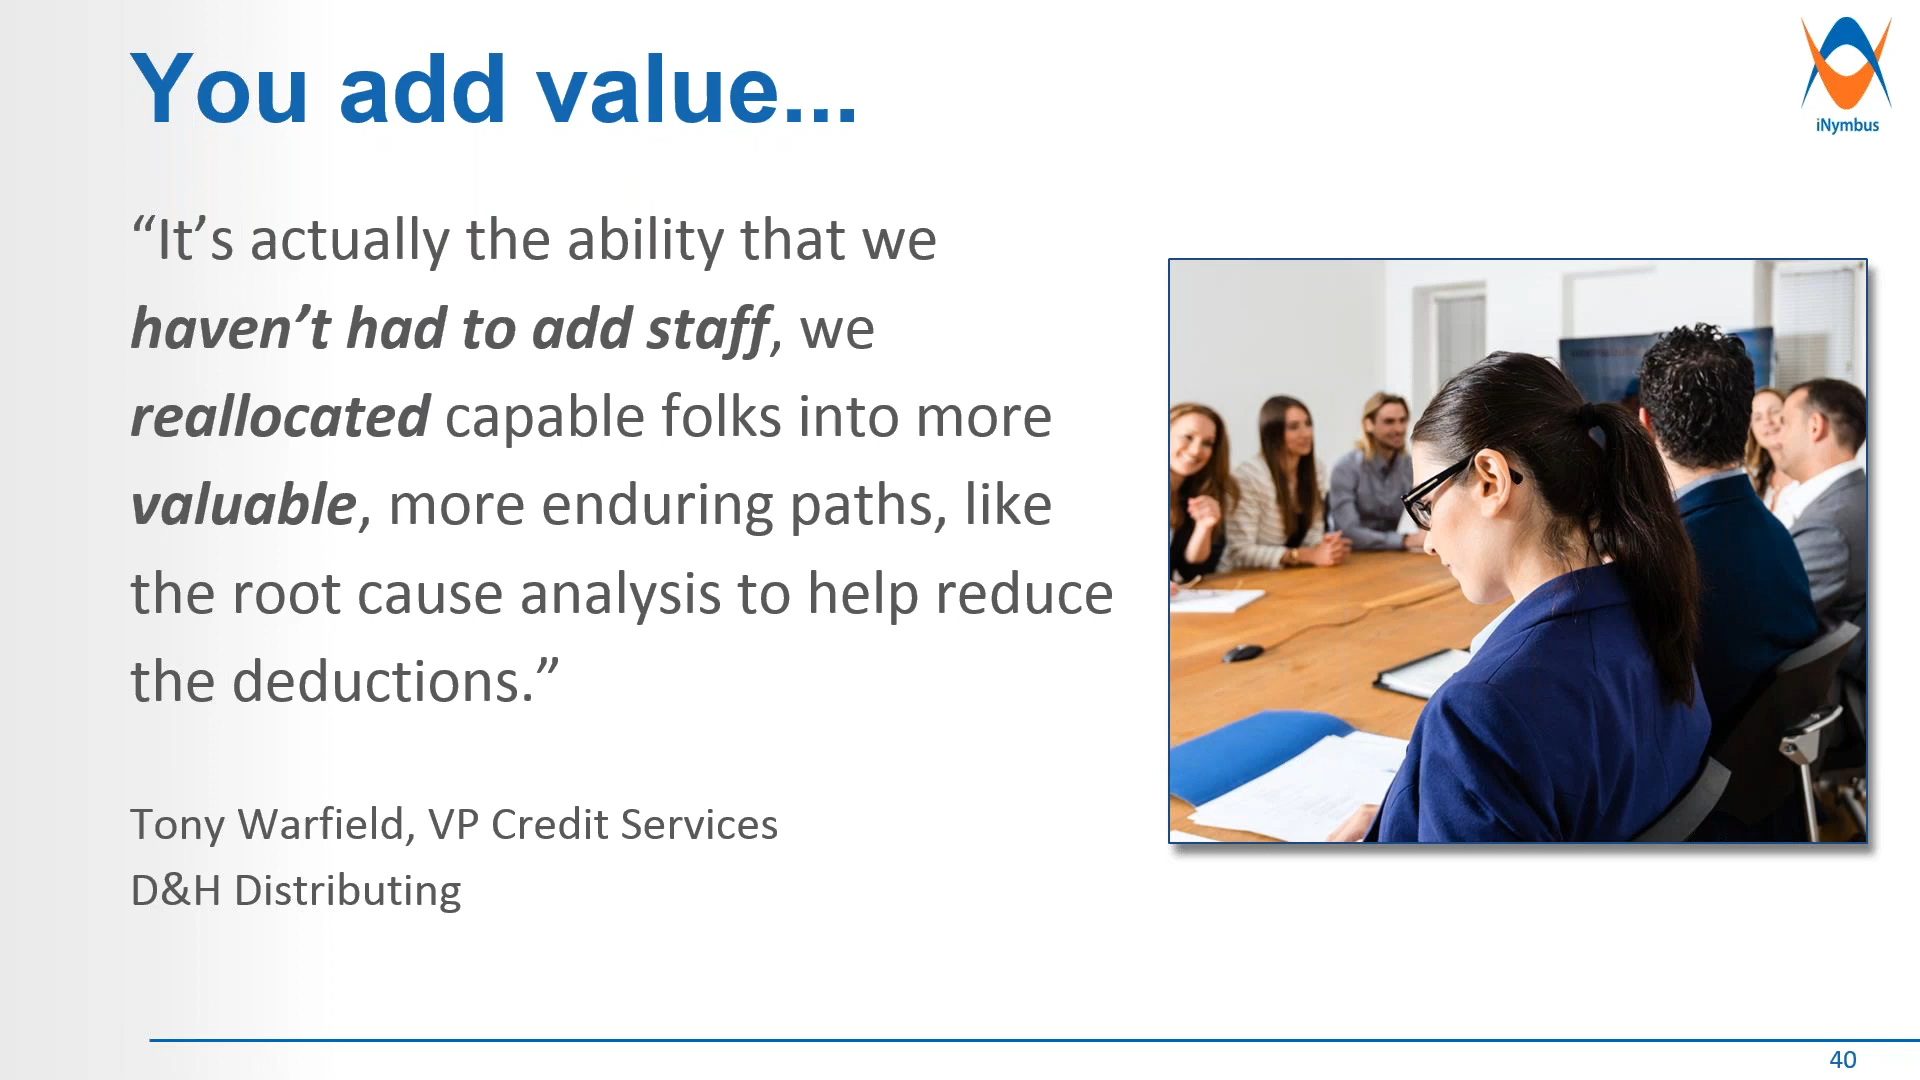 You add value...
iNymbus
“It’s actually the ability that we
haven’t had to add staff, we
reallocated capable folks into more
valuable, more enduring paths, like
the root cause analysis to help reduce
the deductions.”
Tony Warfield, VP Credit Services
D&H Distributing
40